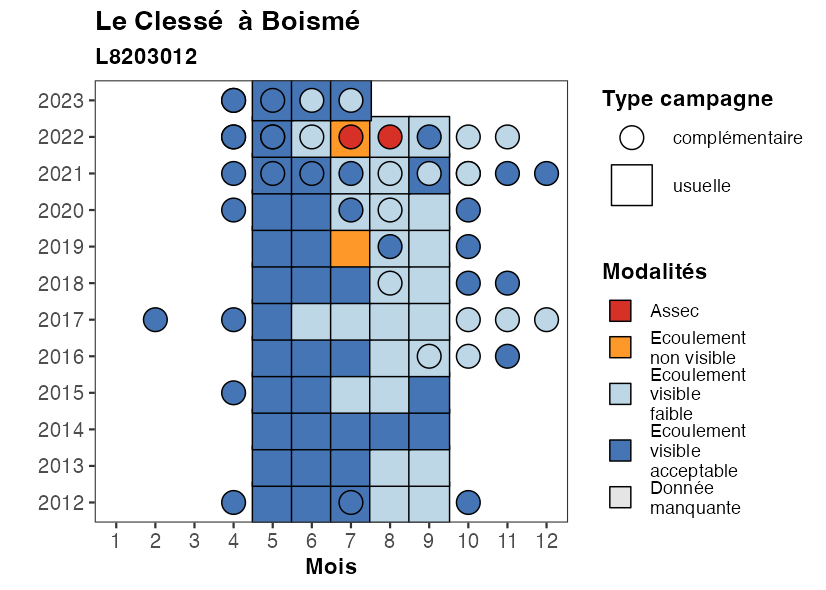 Le Clessé  à Boismé
L8203012
2023
2022
2021
2020
2019
2018
2017
2016
2015
2014
2013
2012
1 2 3 4 5 6 7 8 9 10 11 12
Mois
Type campagne
complémentaire
usuelle
Modalités
Assec
Ecoulement
non visible
Ecoulement
visible
faible
Ecoulement
visible
acceptable
Donnée
manquante